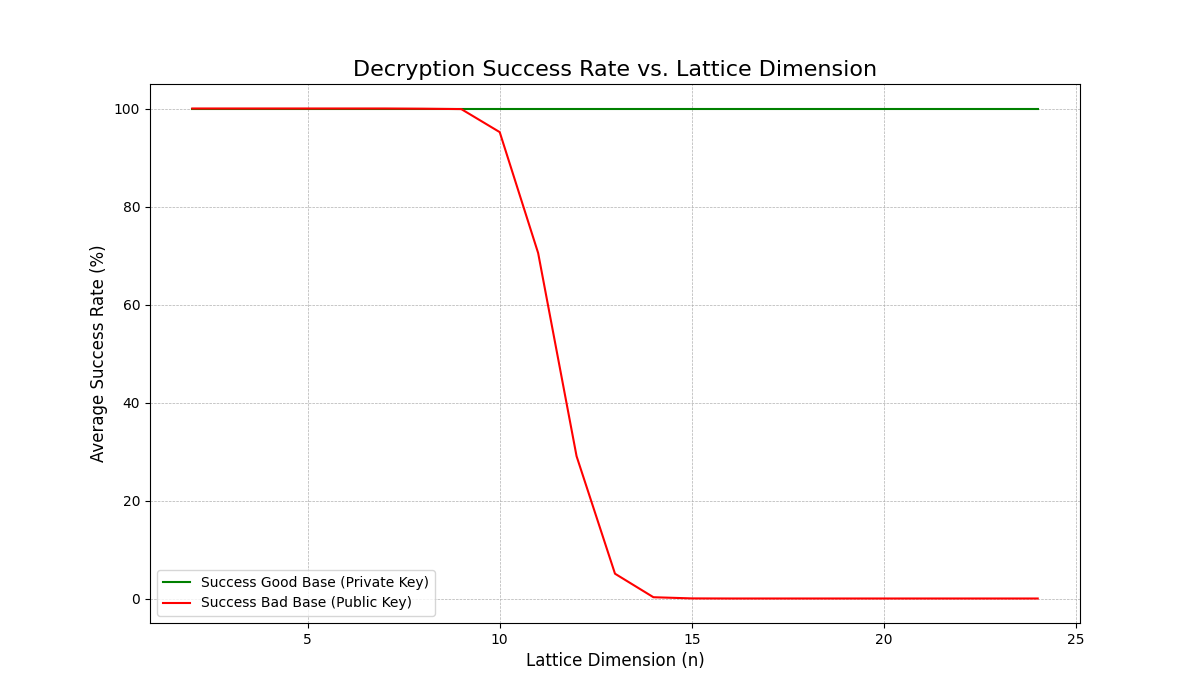 Decryption Success Rate vs. Lattice Dimension
Average Success Rate (%)
100
80
60
40
20
0
Success Good Base (Private Key)
Success Bad Base (Public Key)
5
10
15
20
25
Lattice Dimension (n)